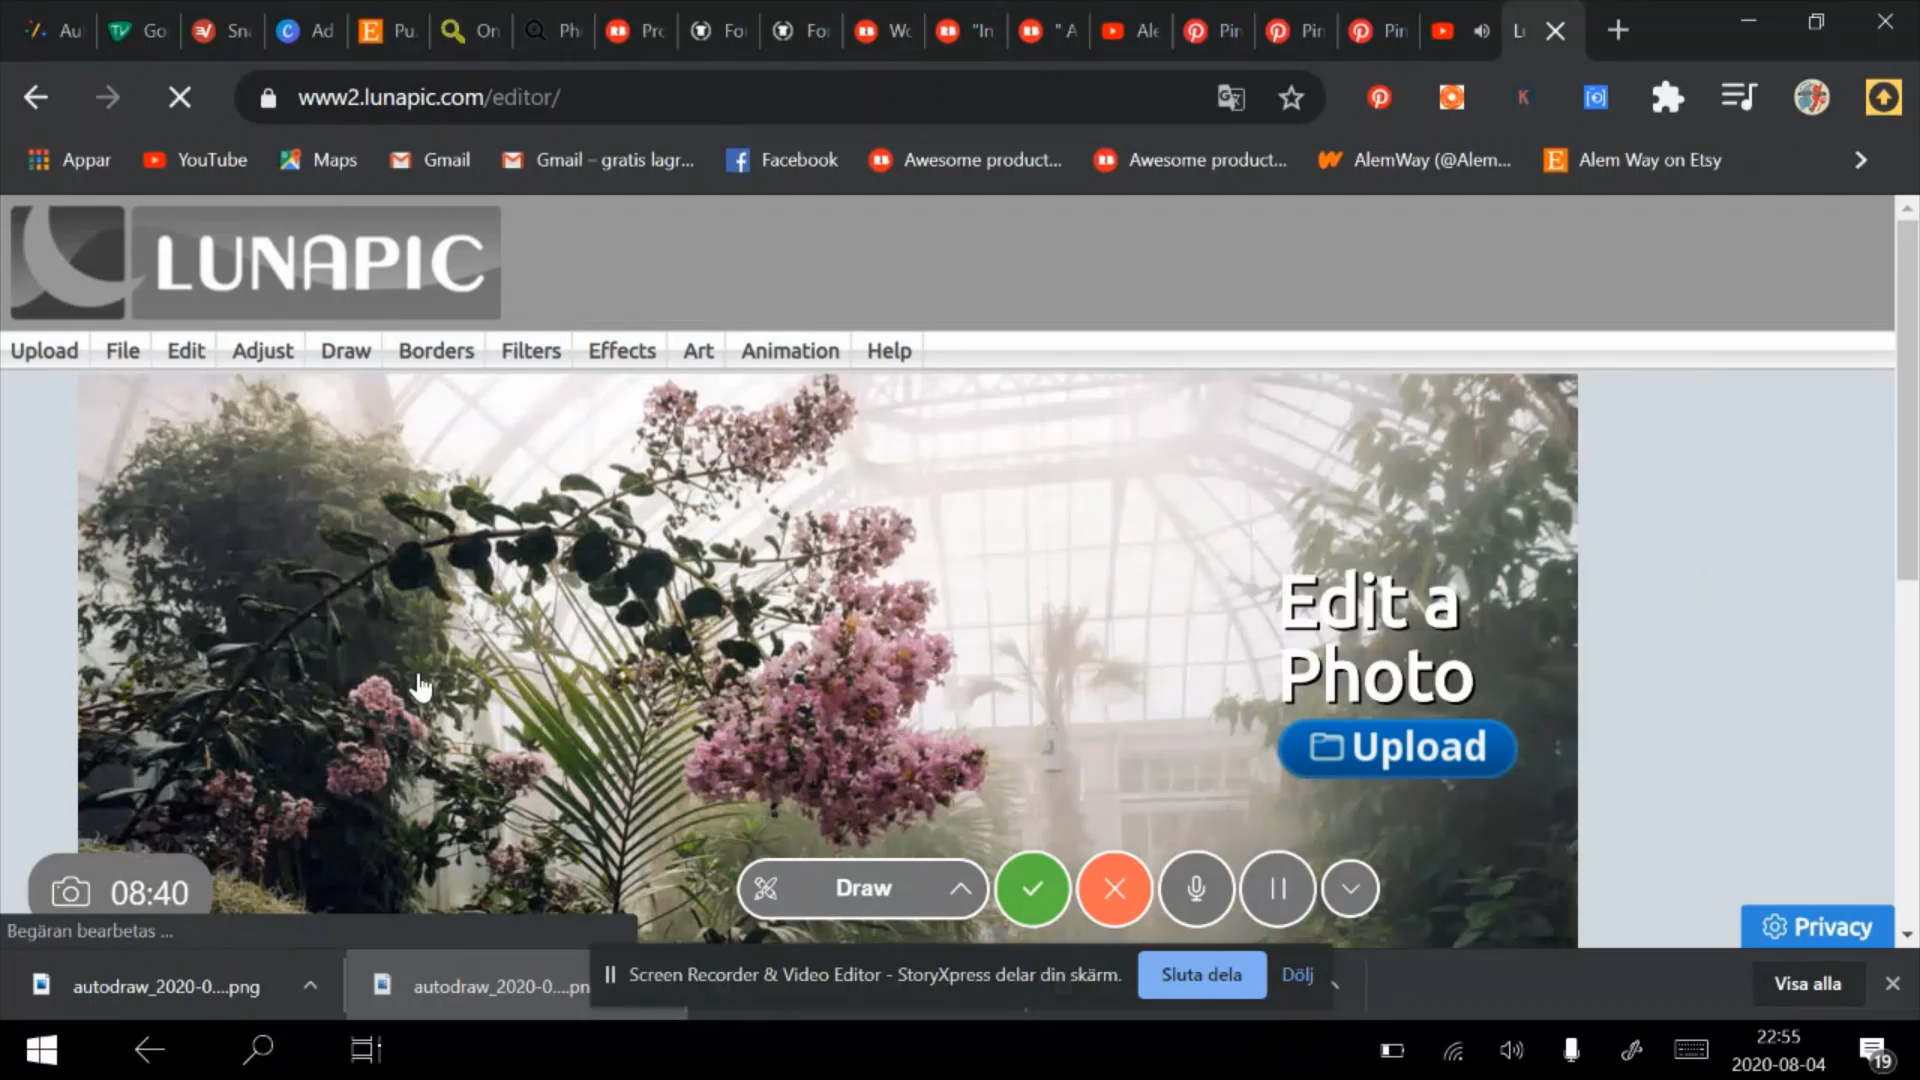 Au
Go
Sn
Ad
Pu
On
Ph
Pro
Fo
Fo
Wo
"In
" A
Ale
Pin
Pin
Pin
www2.lunapic.com/editor/
Appar
YouTube
Maps
Gmail
Gmail – gratis lagr...
Facebook
Awesome product...
Awesome product...
AlemWay (@Alem...
Alem Way on Etsy
LUNAPIC
Upload File Edit Adjust Draw Borders Filters Effects Art Animation Help
Edit a
Photo
Upload
Draw
08:40
Privacy
Begäran bearbetas ...
autodraw_2020-0....png
autodraw_2020-0....pn
Screen Recorder & Video Editor - StoryXpress delar din skärm.
Sluta dela
Dölj
Visa alla
22:55
2020-08-04
19